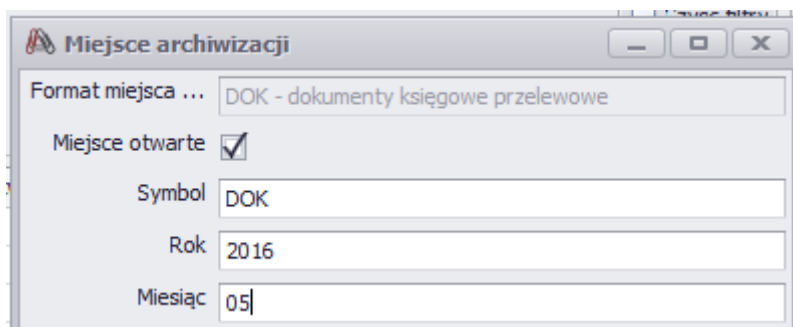 Miejsce archiwizacji
Format miejsca ... DOK - dokumenty księgowe przelewowe
Miejsce otwarte
Symbol DOK
Rok 2016
Miesiąc 05